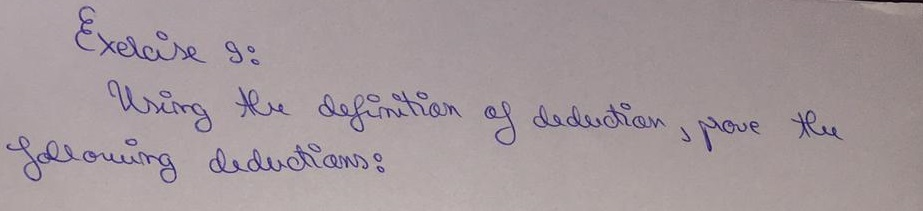 Exercise 9:
Using the definition of deduction, prove the
following deductions: